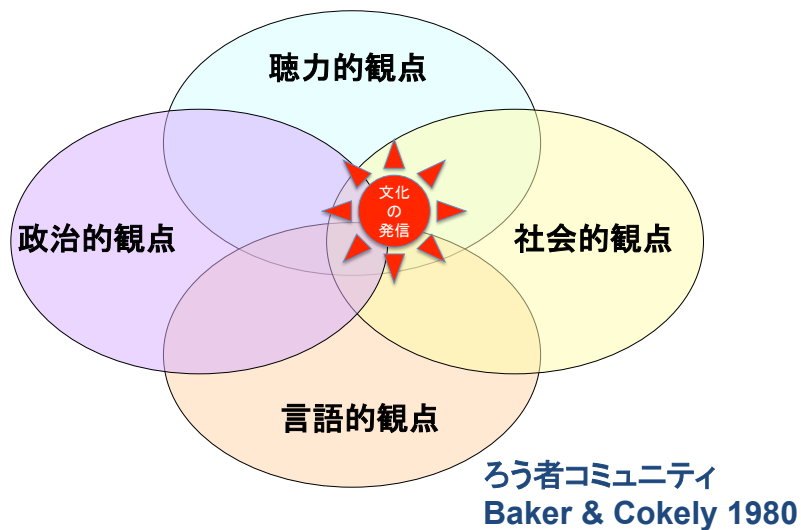 聴力的観点
文化
の
発信
政治的観点
社会的観点
言語的観点
ろう者コミュニティ
Baker & Cokely 1980